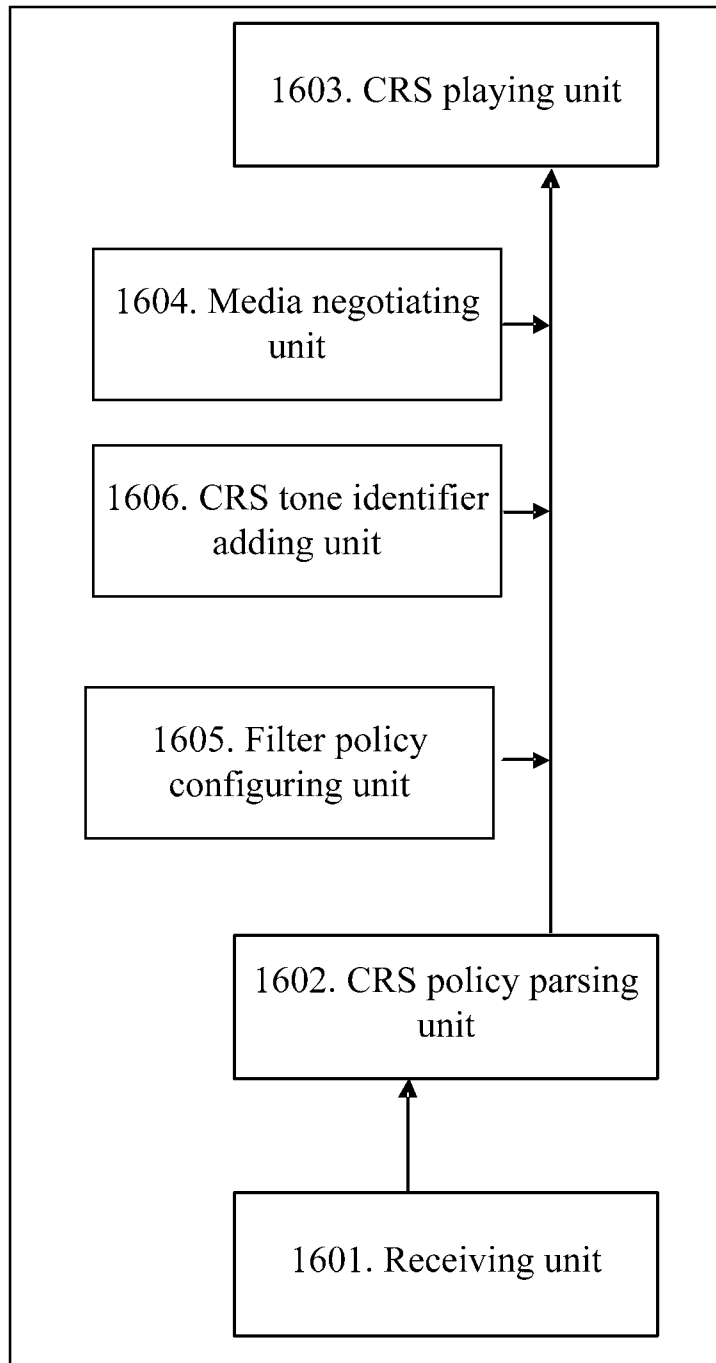 1603. CRS playing unit
1604. Media negotiating
unit
1606. CRS tone identifier
adding unit
1605. Filter policy
configuring unit
1602. CRS policy parsing
unit
1601. Receiving unit